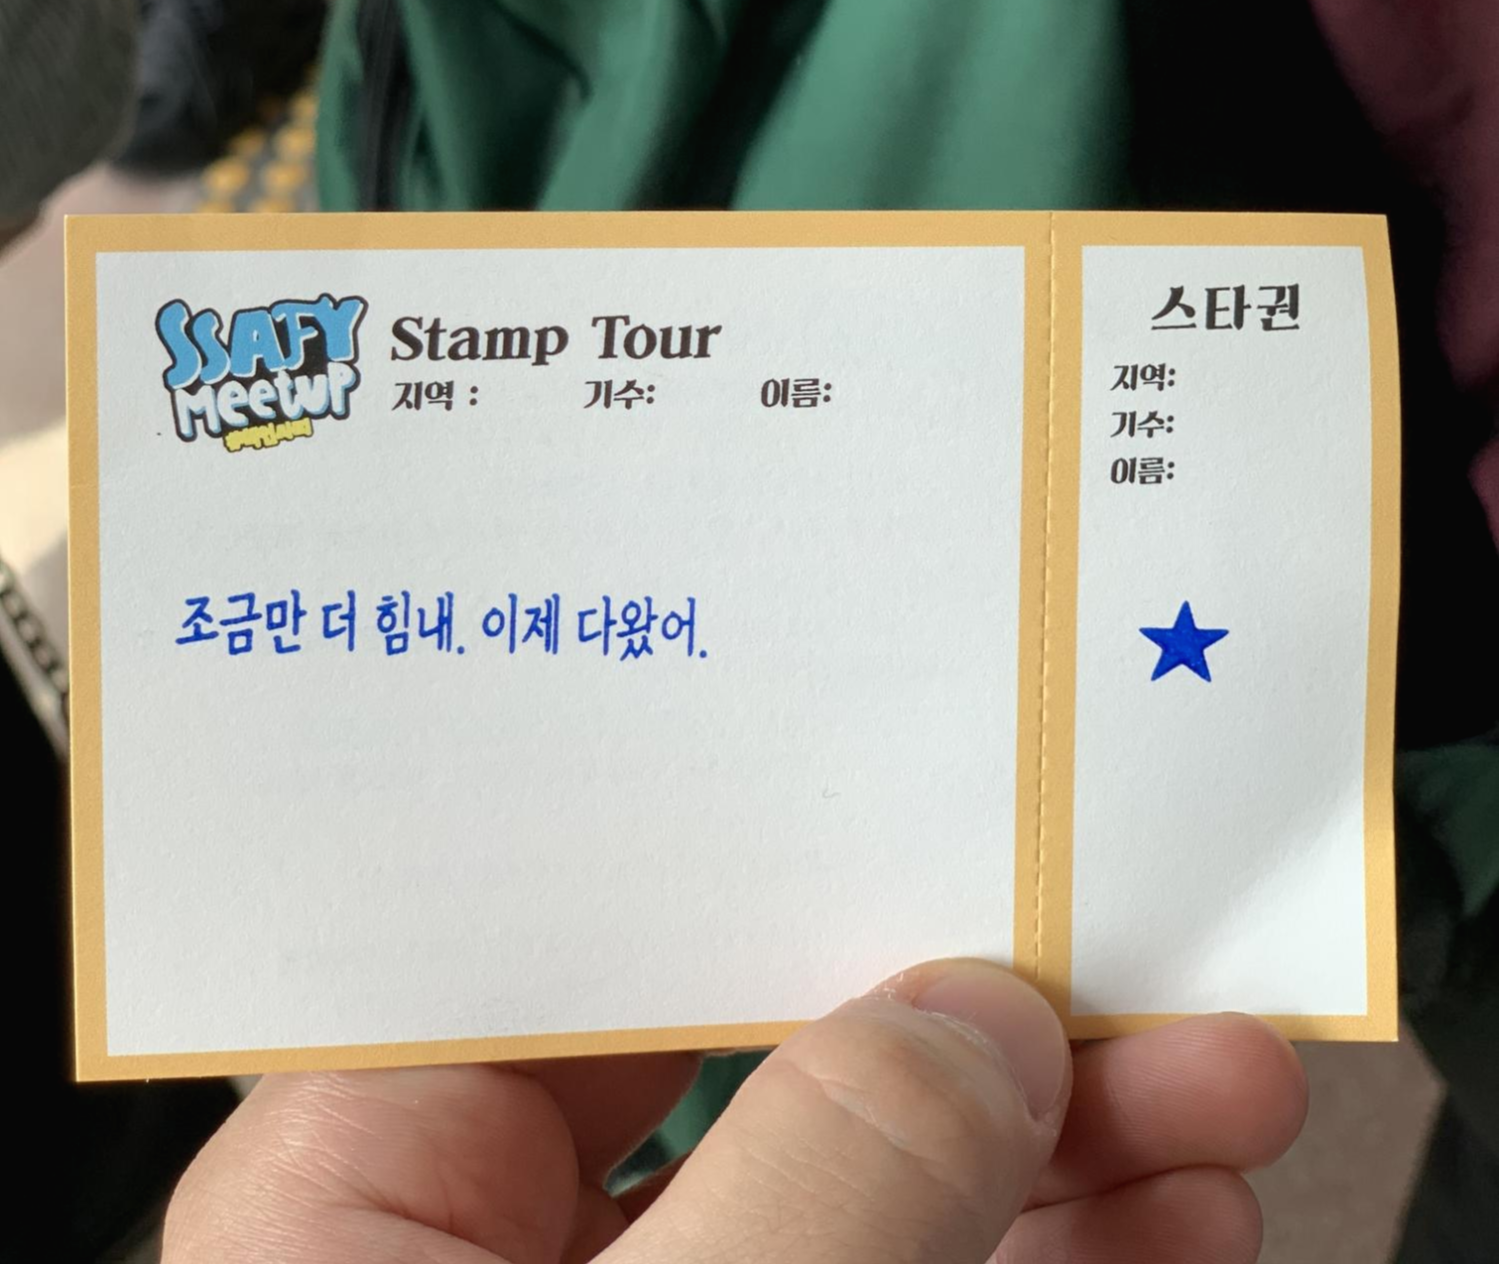 SSAFY
Meetup
Stamp Tour
지역 : 기수: 이름:
조금만 더 힘내. 이제 다왔어.
스타권
지역:
기수:
이름: